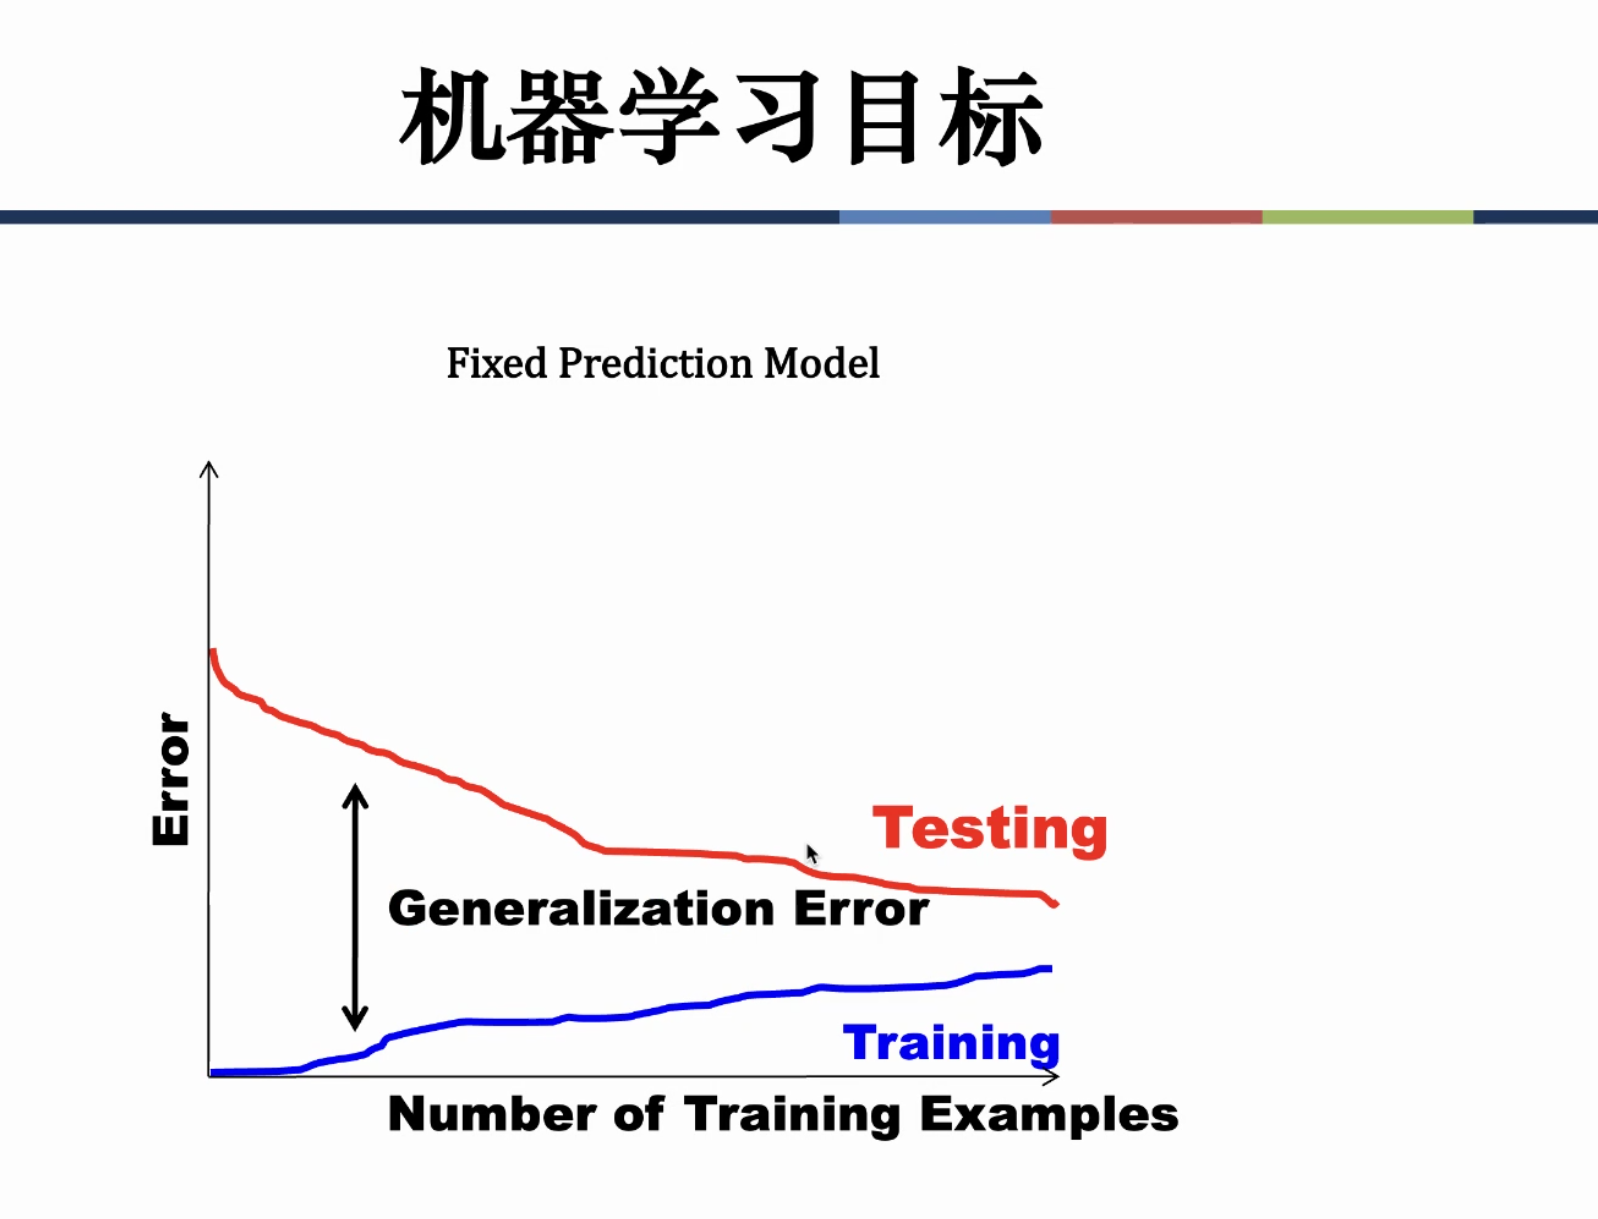 机器学习目标
Fixed Prediction Model
Error
Testing
Generalization Error
Training
Number of Training Examples